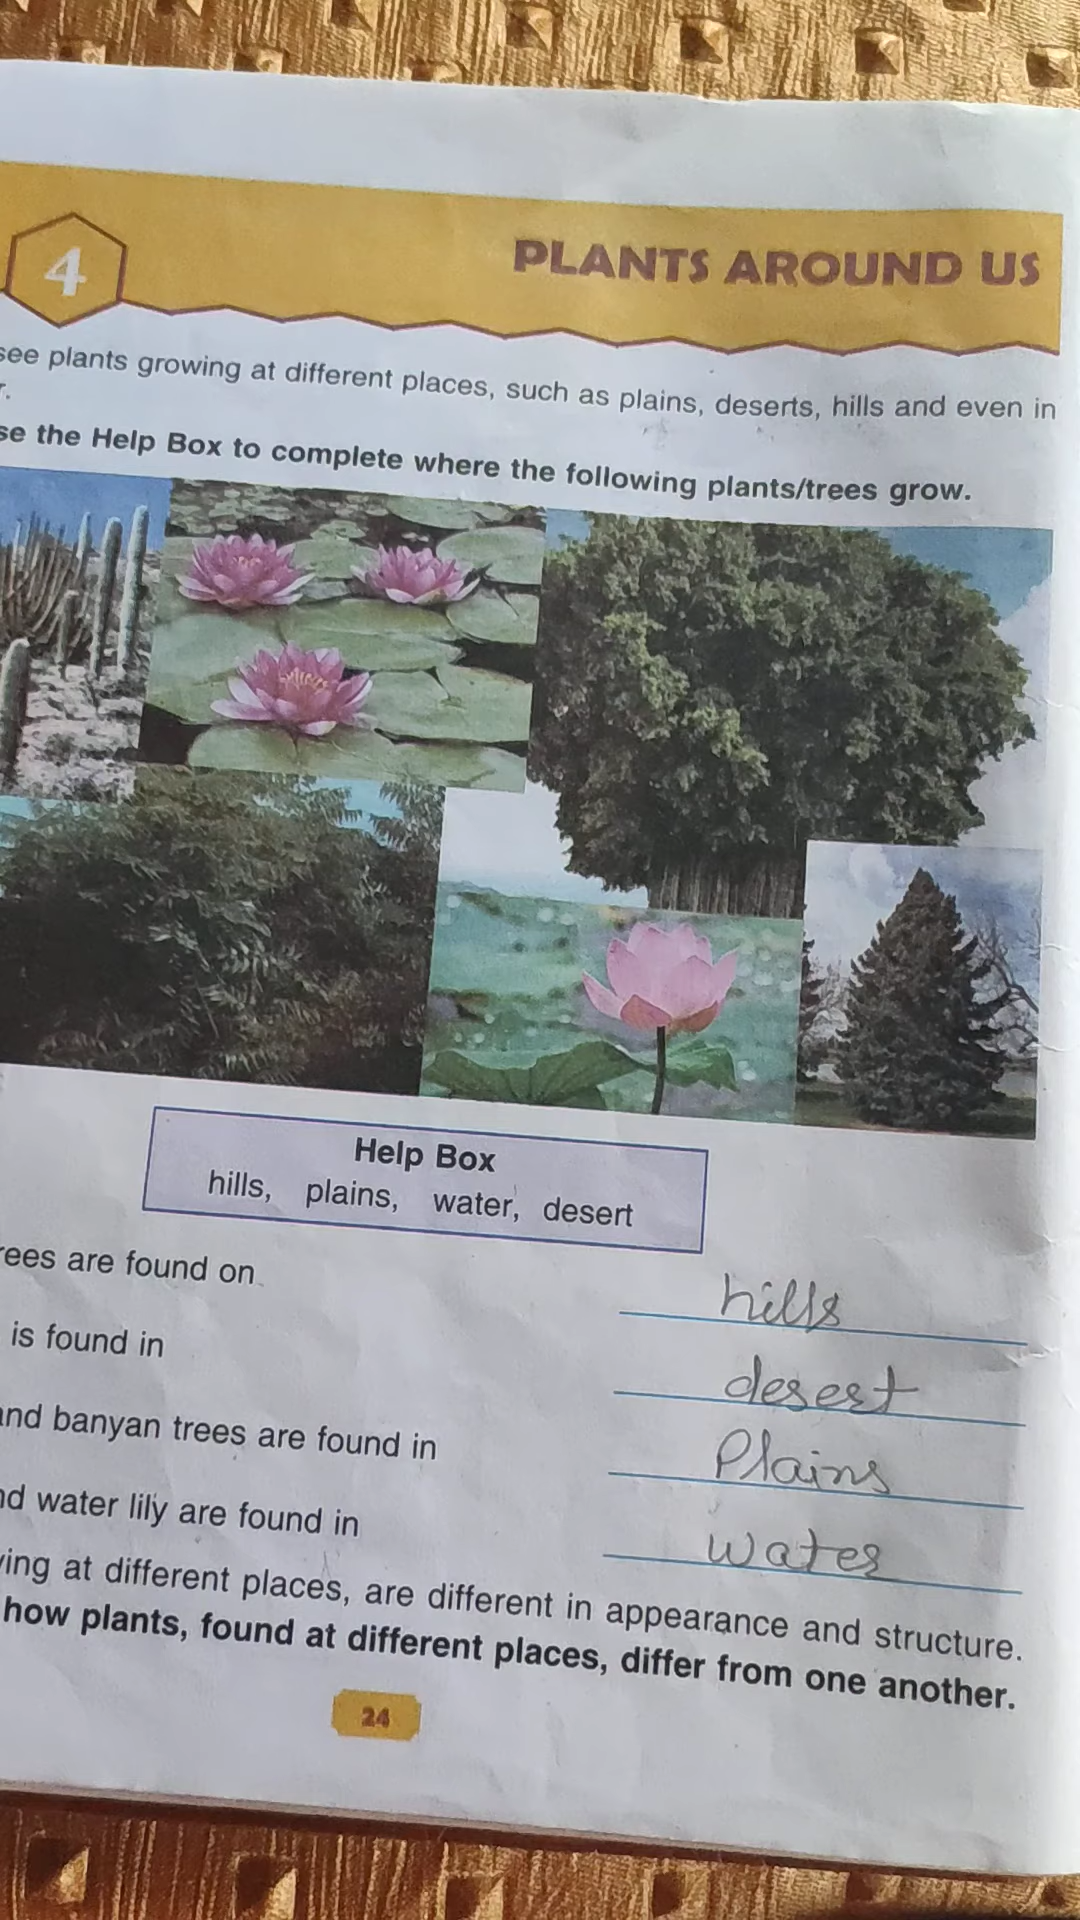 4
PLANTS AROUND US
see plants growing at different places, such as plains, deserts, hills and even in
r.
se the Help Box to complete where the following plants/trees grow.
Help Box
hills, plains, water, desert
rees are found on hills
is found in desert
and banyan trees are found in Plains
nd water lily are found in water
ving at different places, are different in appearance and structure.
how plants, found at different places, differ from one another.
24